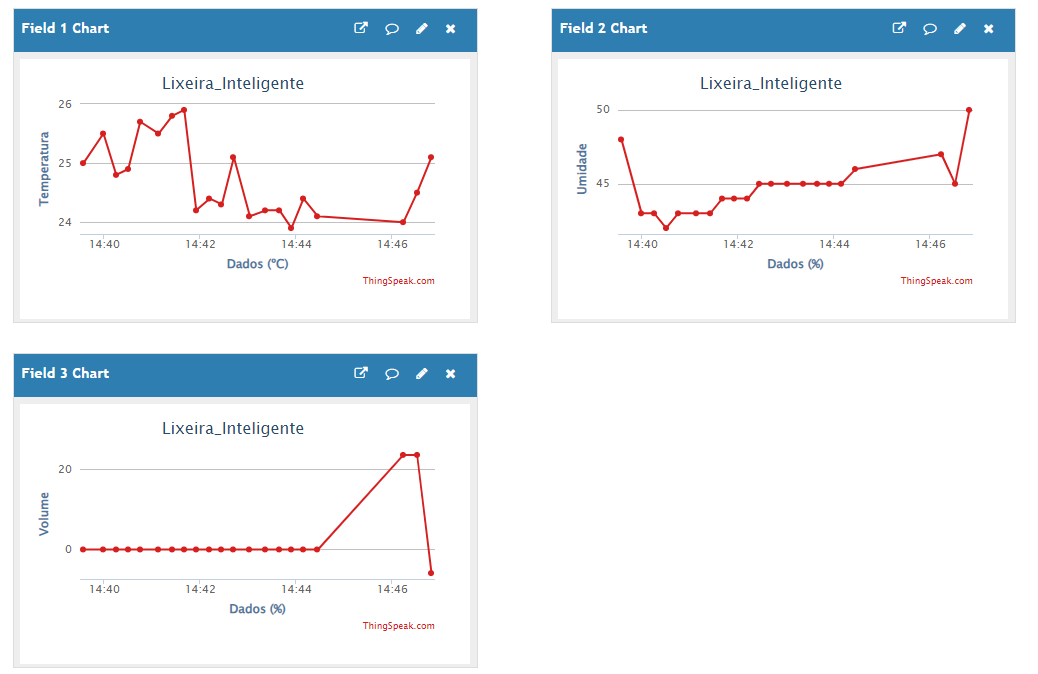 Field 1 Chart
Lixeira_Inteligente
Temperatura
26
25
24
14:40 14:42 14:44 14:46
Dados (ºC)
ThingSpeak.com
Field 2 Chart
Lixeira_Inteligente
Umidade
50
45
14:40 14:42 14:44 14:46
Dados (%)
ThingSpeak.com
Field 3 Chart
Lixeira_Inteligente
Volume
20
0
14:40 14:42 14:44 14:46
Dados (%)
ThingSpeak.com